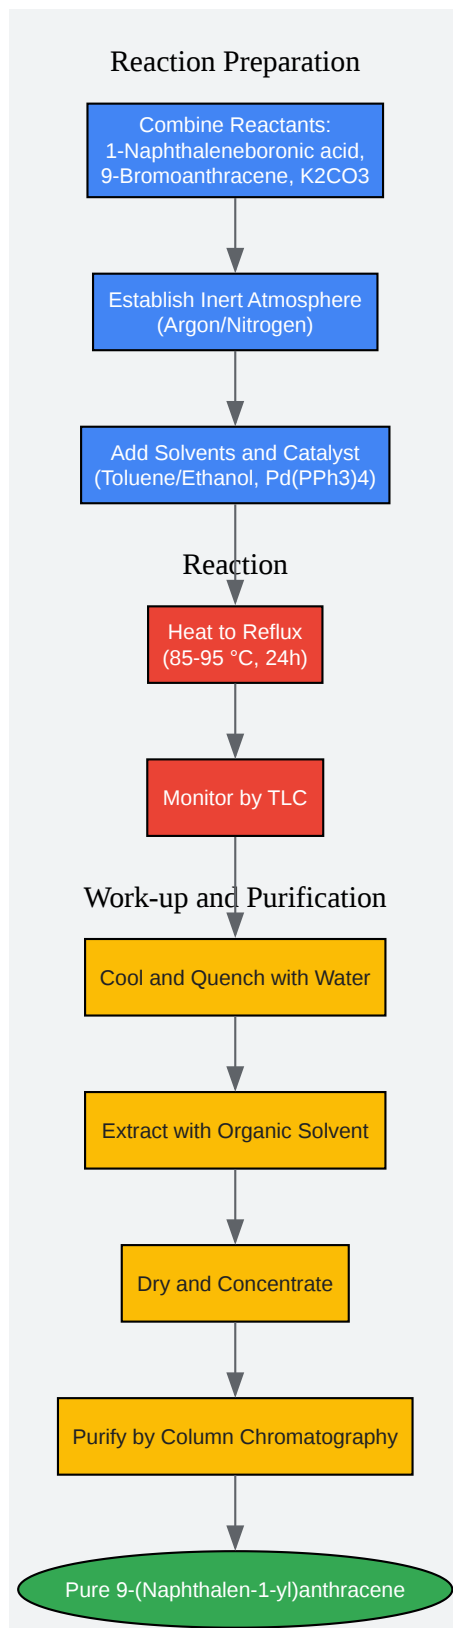 Reaction Preparation
Combine Reactants:
1-Naphthaleneboronic acid,
9-Bromoanthracene, K2CO3
Establish Inert Atmosphere
(Argon/Nitrogen)
Add Solvents and Catalyst
(Toluene/Ethanol, Pd(PPh3)4)
Reaction
Heat to Reflux
(85-95 °C, 24h)
Monitor by TLC
Work-up and Purification
Cool and Quench with Water
Extract with Organic Solvent
Dry and Concentrate
Purify by Column Chromatography
Pure 9-(Naphthalen-1-yl)anthracene